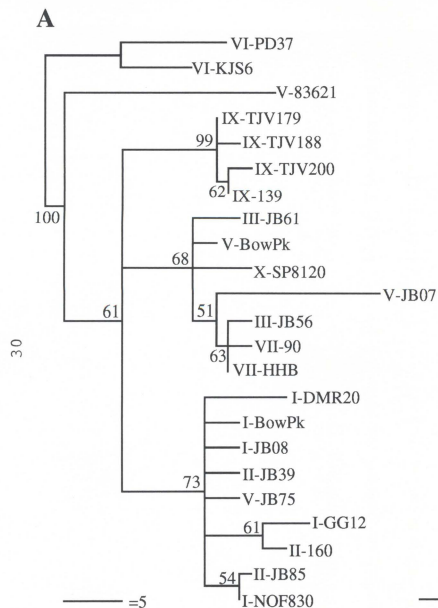 A
VI-PD37
VI-KJS6
V-83621
IX-TJV179
99
IX-TJV188
IX-TJV200
62
IX-139
100
III-JB61
V-BowPk
68
X-SP8120
V-JB07
51
61
III-JB56
VII-90
63
VII-HHB
30
I-DMR20
I-BowPk
I-JB08
II-JB39
73
V-JB75
I-GG12
61
II-160
II-JB85
54
I-NOF830
=5